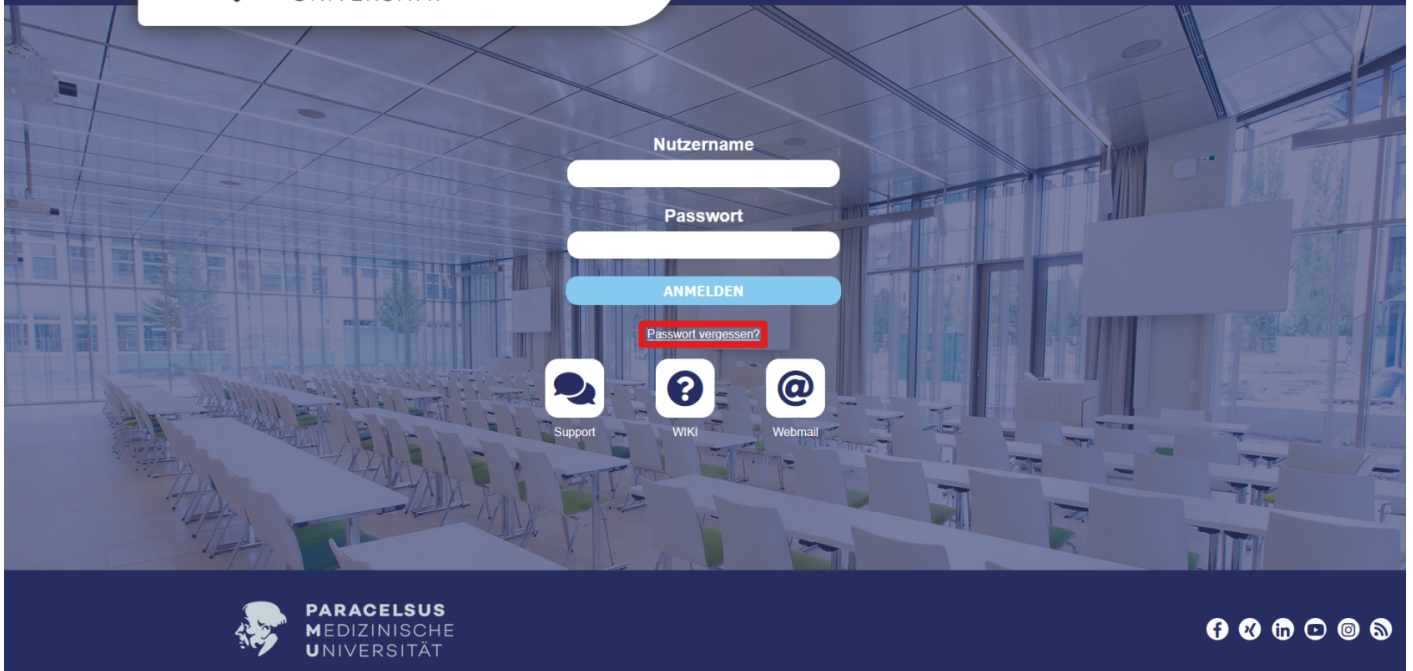 Nutzername
Passwort
ANMELDEN
Passwort vergessen?
Support
WIKI
Webmail
PARACELSUS
MEDIZINISCHE
UNIVERSITÄT